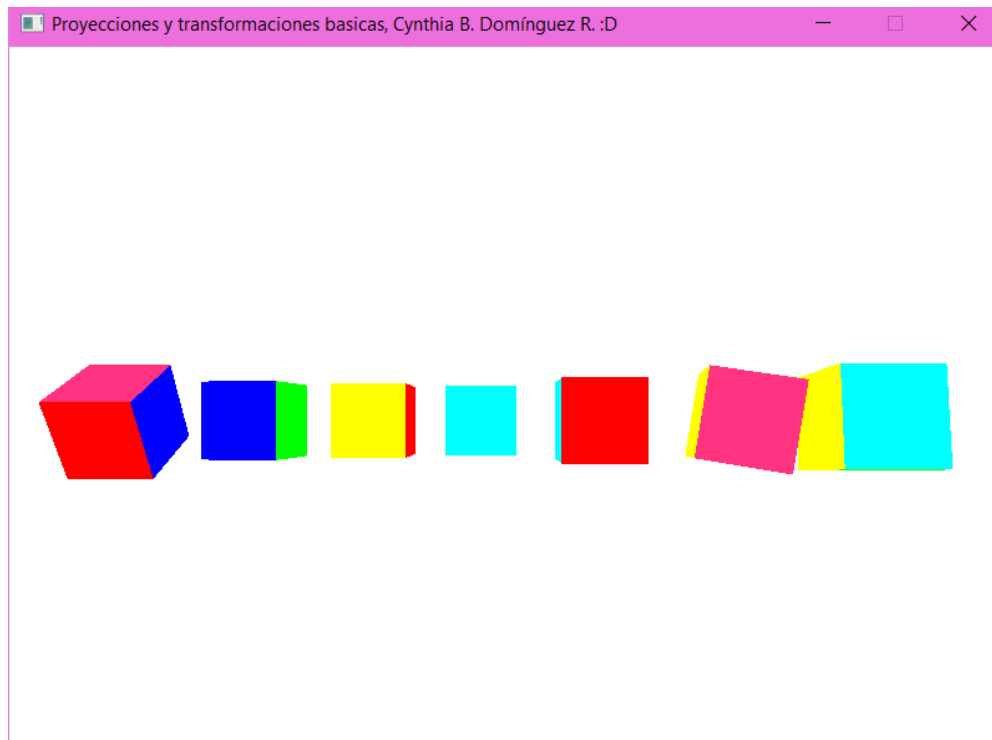 Proyecciones y transformaciones basicas, Cynthia B. Domínguez R. :D